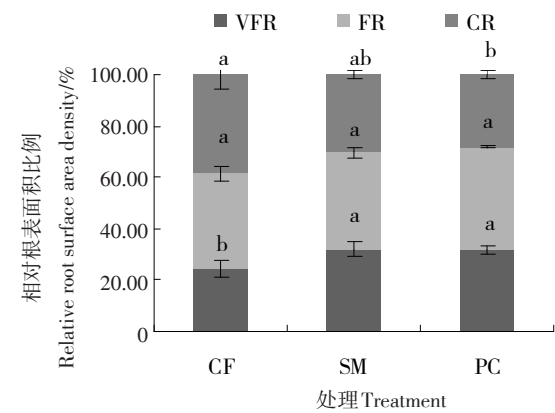 VFR FR CR
a ab b
100.00
a a a
80.00
60.00
a a
b
40.00
20.00
0
CF SM PC
处理Treatment
相对根表面积比例
Relative root surface area density/%